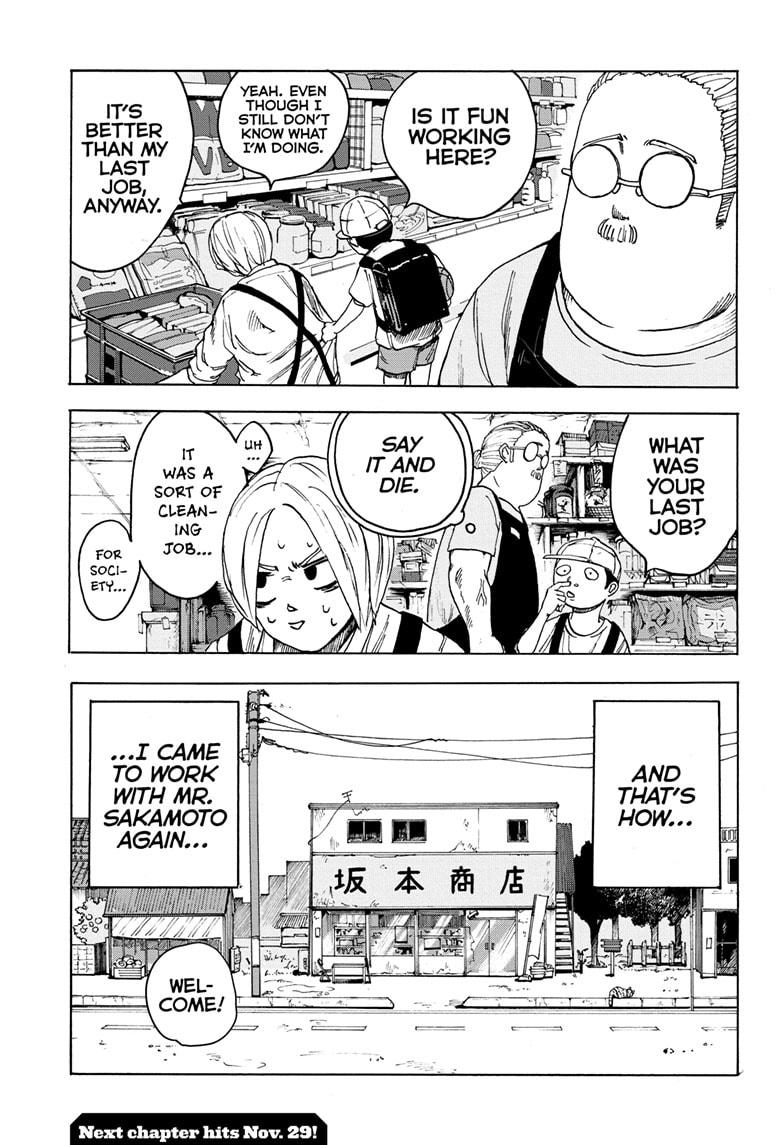 IS IT FUN
WORKING
HERE?
YEAH. EVEN
THOUGH I
STILL DON'T
KNOW WHAT
I'M DOING.
IT'S
BETTER
THAN MY
LAST
JOB,
ANYWAY.
WHAT
WAS
YOUR
LAST
JOB?
SAY
IT AND
DIE.
UH
...
IT
WAS A
SORT OF
CLEAN-
ING
JOB...
FOR
SOCI-
ETY...
AND
THAT'S
HOW...
...I CAME
TO WORK
WITH MR.
SAKAMOTO
AGAIN...
坂本商店
WEL-
COME!
Next chapter hits Nov. 29!